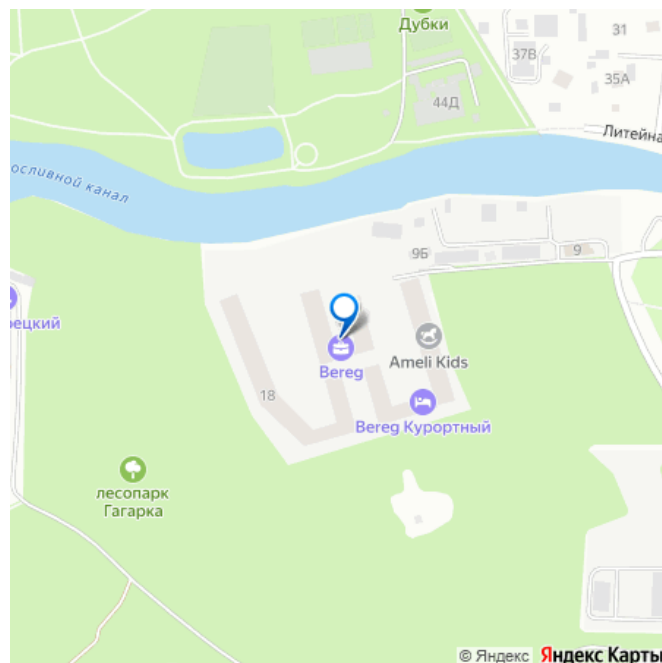 Дубки
31
37В
35А
44Д
Литейна
осливной канал
9Б
9
рецкий
Ameli Kids
Bereg
18
Bereg Курортный
лесопарк
Гагарка
© Яндекс
Яндекс Карты